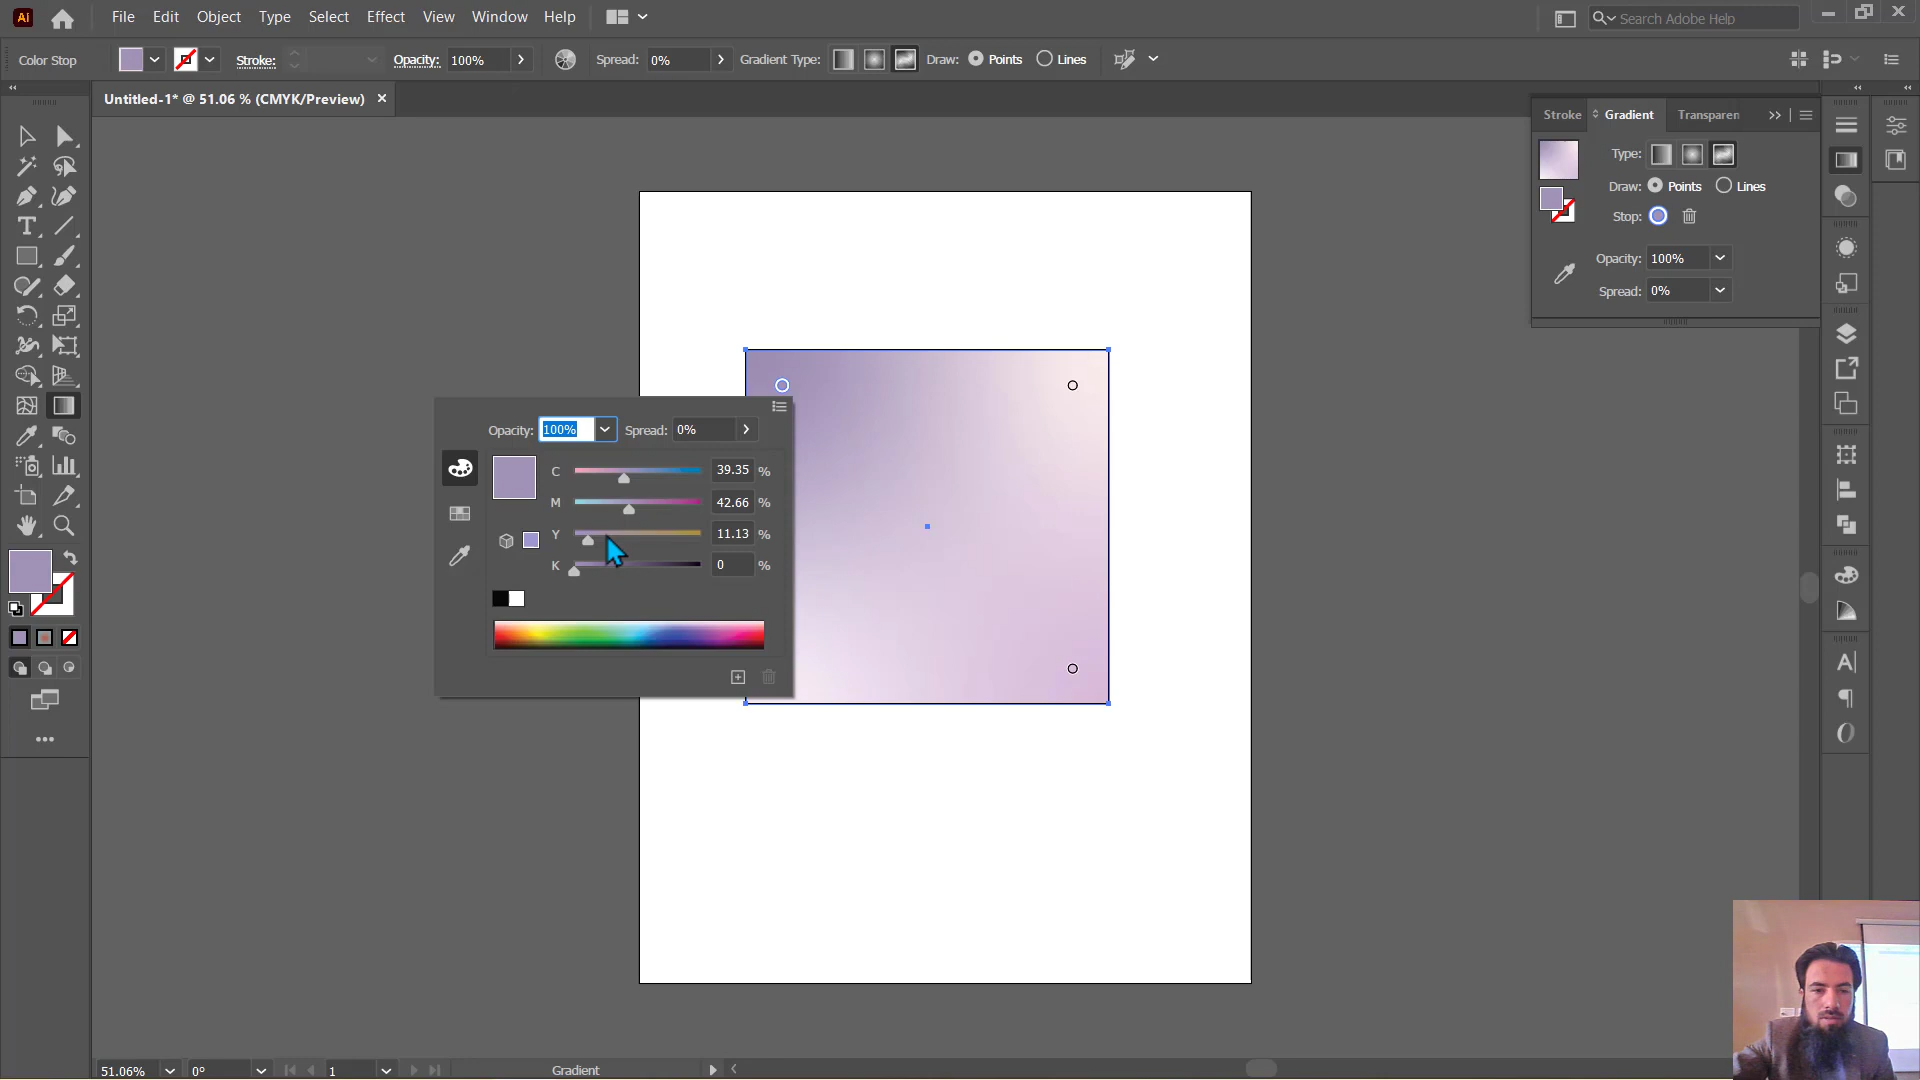 Ai File Edit Object Type Select Effect View Window Help Search Adobe Help
Color Stop Stroke: Opacity: 100% Spread: 0% Gradient Type: Draw: Points Lines
Untitled-1* @ 51.06 % (CMYK/Preview)
Stroke Gradient Transparen
Type:
Draw: Points Lines
Stop:
Opacity: 100%
Spread: 0%
Opacity: 100% Spread: 0%
C 39.35 %
M 42.66 %
Y 11.13 %
K 0 %
51.06% 0° 1 Gradient